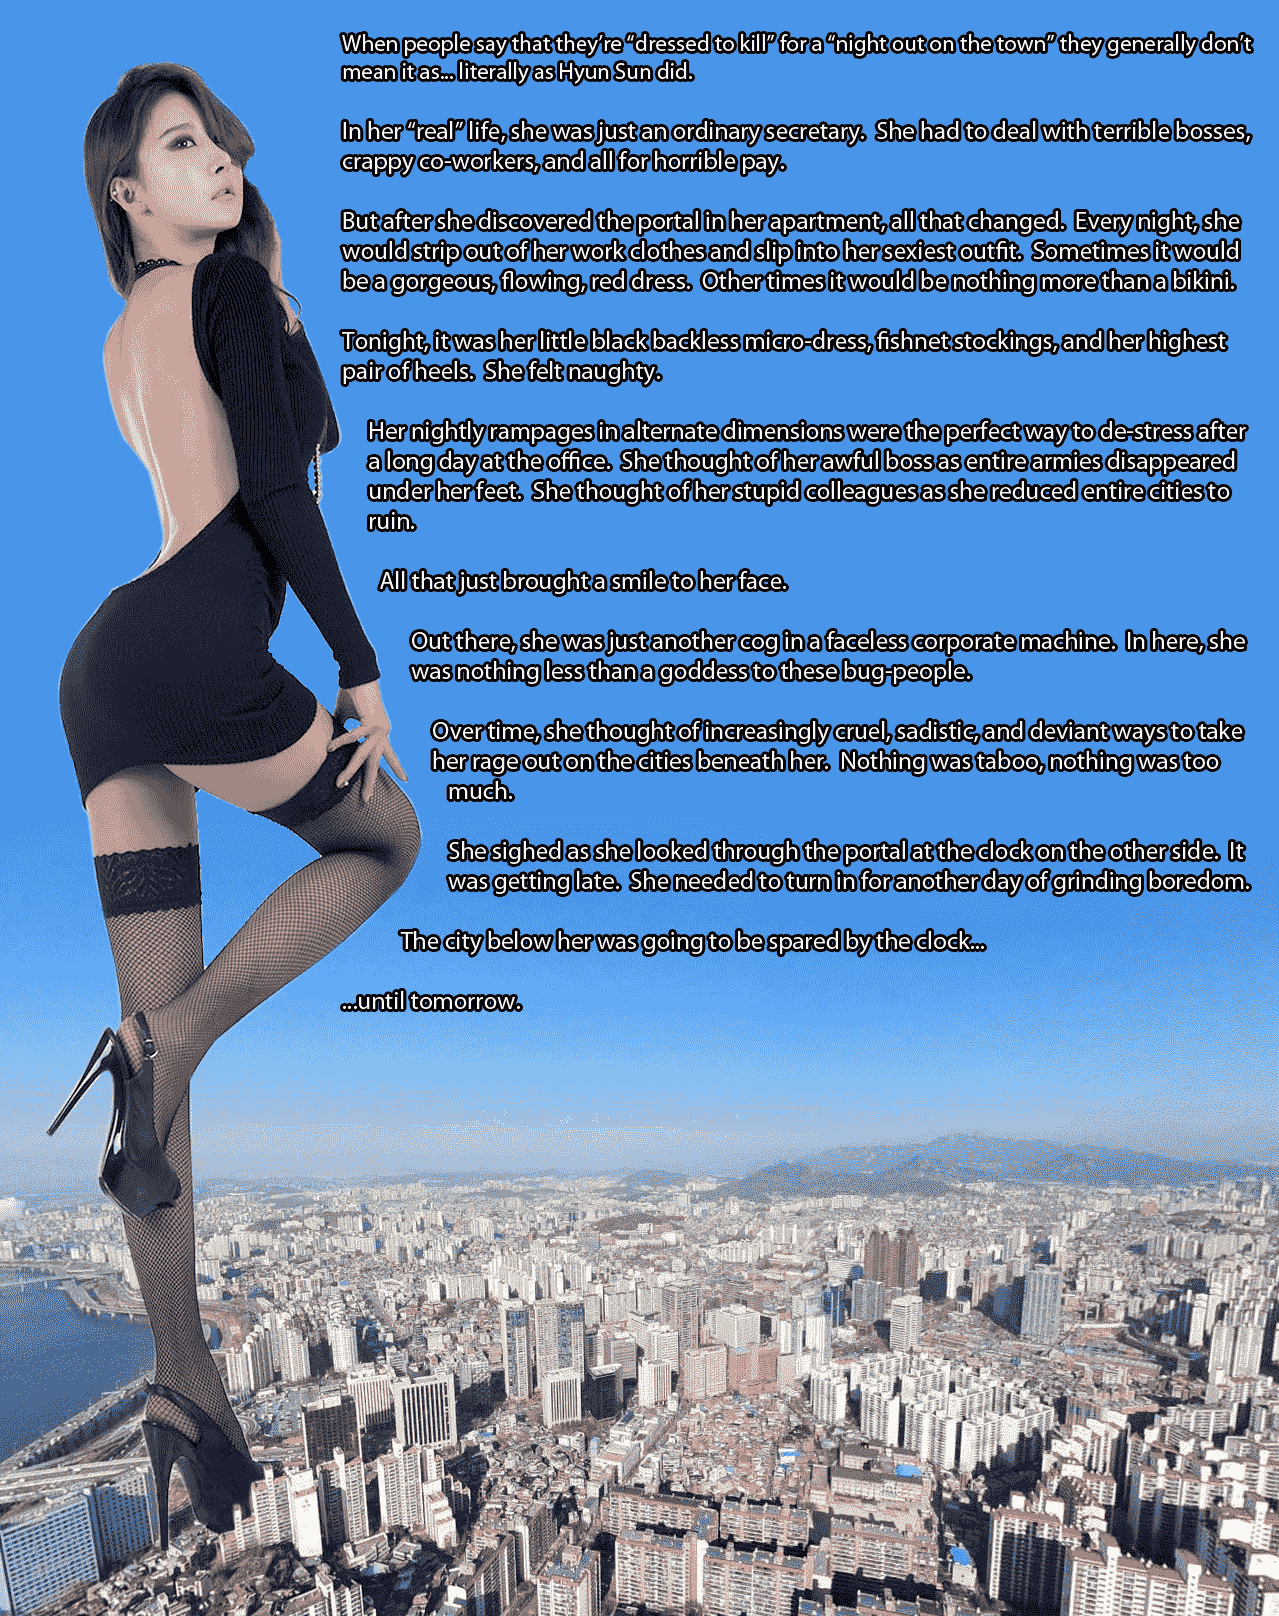 When people say that they’re “dressed to kill” for a “night out on the town” they generally don’t
mean it as... literally as Hyun Sun did.
In her “real” life, she was just an ordinary secretary.  She had to deal with terrible bosses,
crappy co-workers, and all for horrible pay.
But after she discovered the portal in her apartment, all that changed.  Every night, she
would strip out of her work clothes and slip into her sexiest outfit.  Sometimes it would
be a gorgeous, flowing, red dress.  Other times it would be nothing more than a bikini.
Tonight, it was her little black backless micro-dress, fishnet stockings, and her highest
pair of heels.  She felt naughty.
Her nightly rampages in alternate dimensions were the perfect way to de-stress after
a long day at the office.  She thought of her awful boss as entire armies disappeared
under her feet.  She thought of her stupid colleagues as she reduced entire cities to
ruin.
All that just brought a smile to her face.
Out there, she was just another cog in a faceless corporate machine.  In here, she
was nothing less than a goddess to these bug-people.
Over time, she thought of increasingly cruel, sadistic, and deviant ways to take
her rage out on the cities beneath her.  Nothing was taboo, nothing was too
much.
She sighed as she looked through the portal at the clock on the other side.  It
was getting late.  She needed to turn in for another day of grinding boredom.
The city below her was going to be spared by the clock...
...until tomorrow.